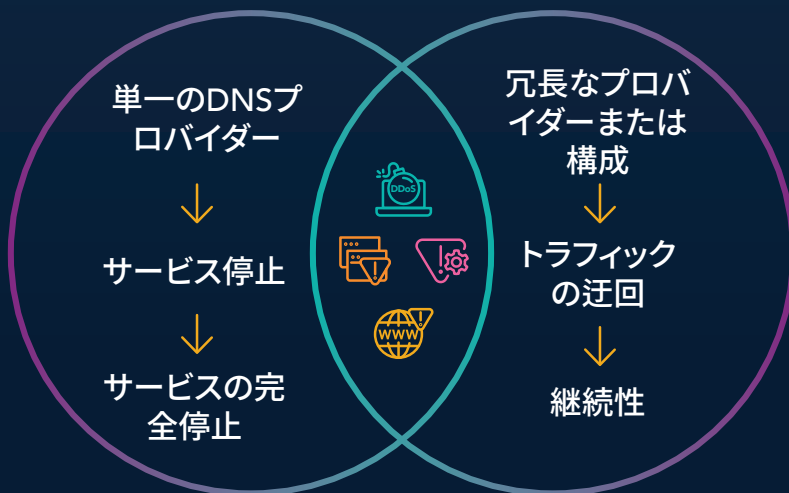 単一のDNSプ
ロバイダー
サービス停止
サービスの完
全停止
DDoS
WWW
冗長なプロバ
イダーまたは
構成
トラフィック
の迂回
継続性